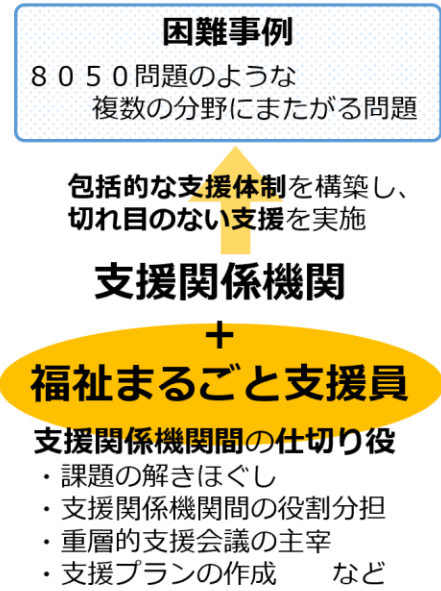 困難事例
８０５０問題のような
複数の分野にまたがる問題
包括的な支援体制を構築し、
切れ目のない支援を実施
支援関係機関
＋
福祉まるごと支援員
支援関係機関間の仕切り役
・課題の解きほぐし
・支援関係機関間の役割分担
・重層的支援会議の主宰
・支援プランの作成　　など